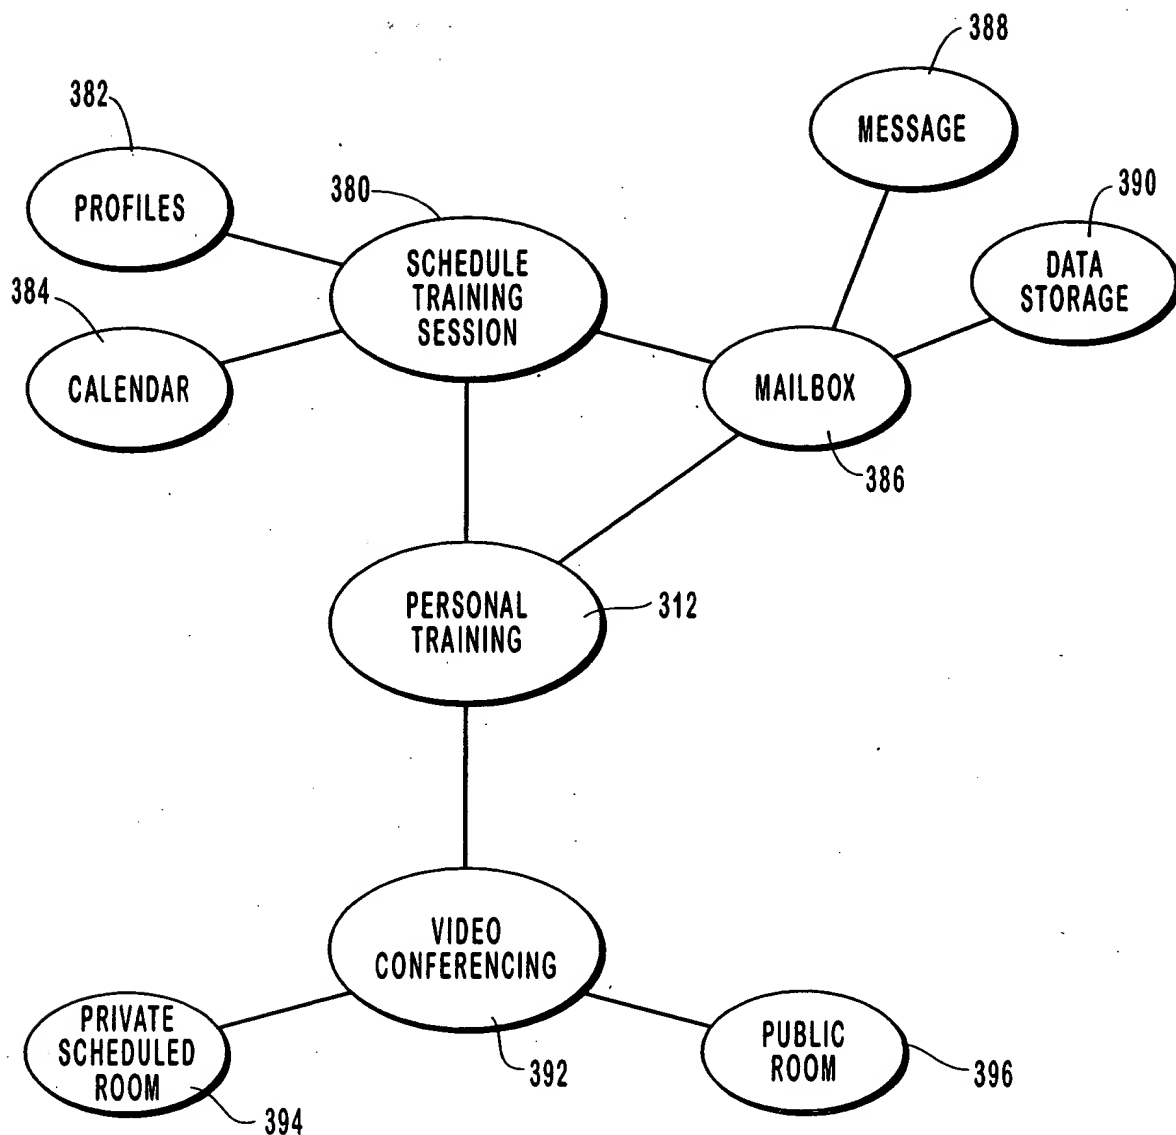 388
MESSAGE
382
PROFILES
380
SCHEDULE
TRAINING
SESSION
390
DATA
STORAGE
384
CALENDAR
MAILBOX
386
PERSONAL
TRAINING
312
VIDEO
CONFERENCING
392
PRIVATE
SCHEDULED
ROOM
394
PUBLIC
ROOM
396